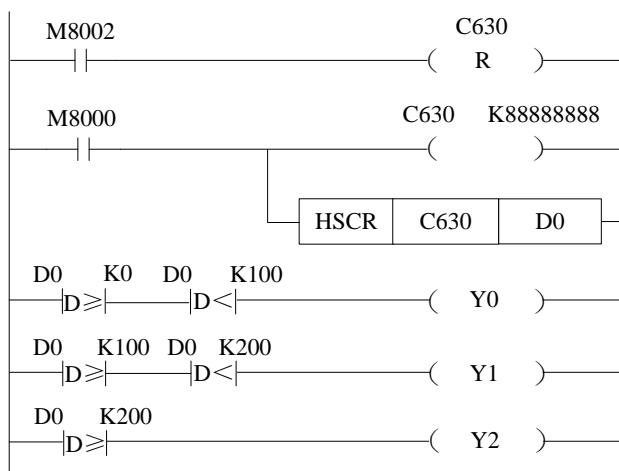 C630
M8002
( R )
M8000
C630 K88888888
( )
HSCR C630 D0
D0 K0 D0 K100
D≥ D< ( Y0 )
D0 K100 D0 K200
D≥ D< ( Y1 )
D0 K200
D≥ ( Y2 )